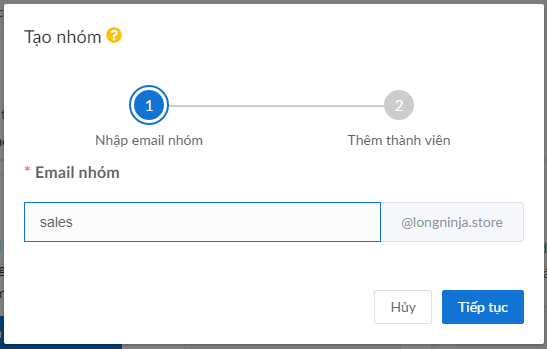 Tạo nhóm ?
1
2
Nhập email nhóm
Thêm thành viên
* Email nhóm
sales
@longninja.store
Hủy
Tiếp tục